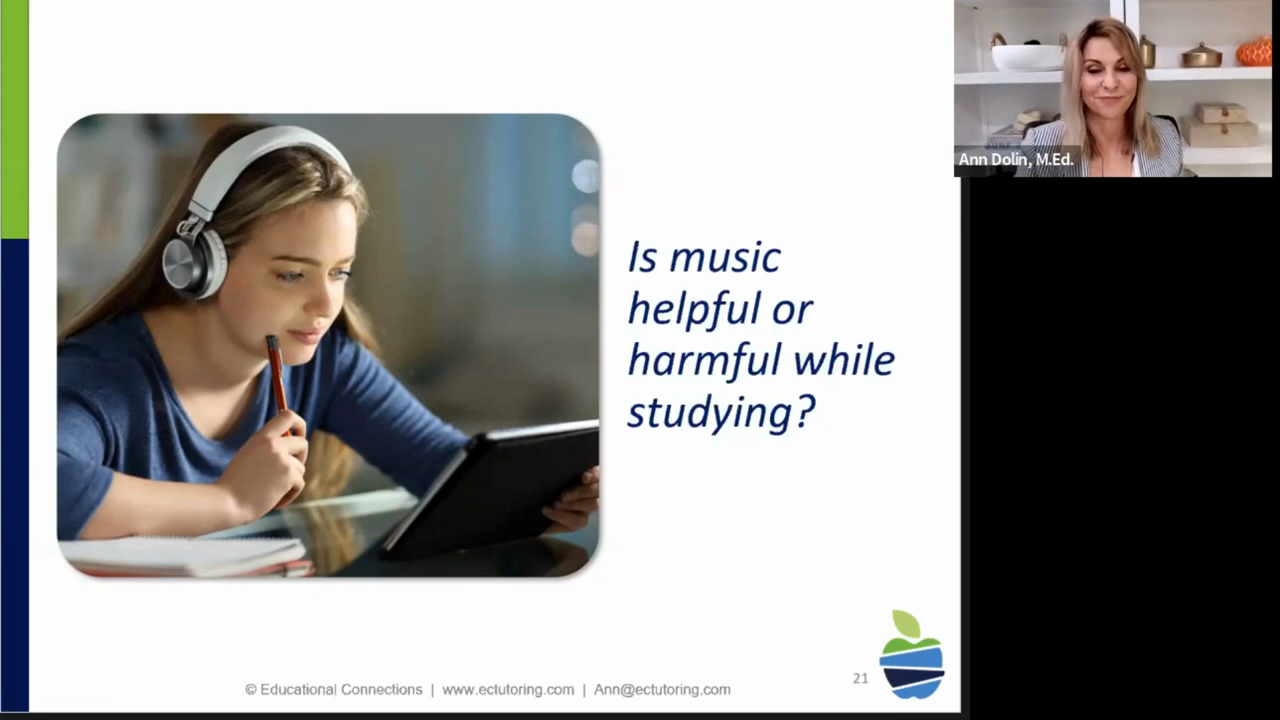 Is music
helpful or
harmful while
studying?
Ann Dolin, M.Ed.
© Educational Connections | www.ectutoring.com | Ann@ectutoring.com
21